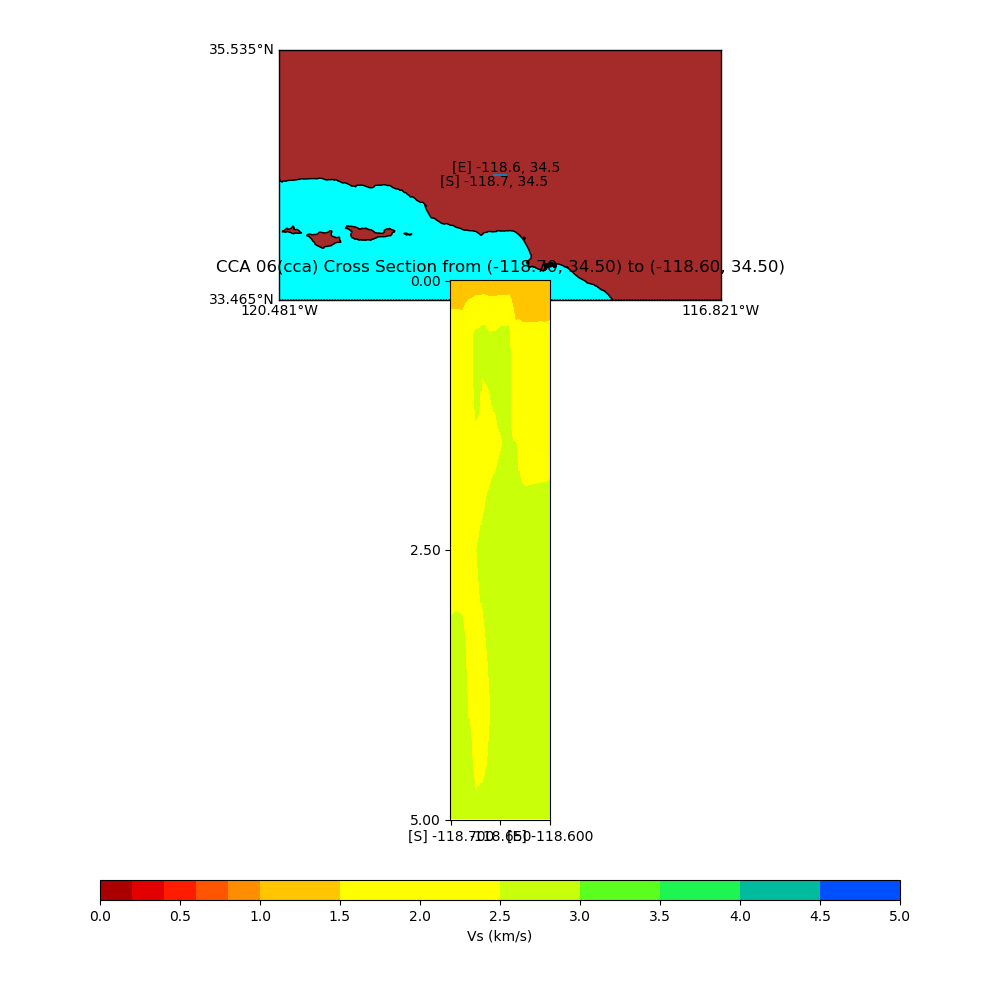 35.535°N
[E] -118.6, 34.5
[S] -118.7, 34.5
CCA 06(cca) Cross Section from (-118.70, 34.50) to (-118.60, 34.50)
0.00
33.465°N
120.481°W 116.821°W
2.50
5.00
[S] -118.700 -118.650 [E] -118.600
0.0 0.5 1.0 1.5 2.0 2.5 3.0 3.5 4.0 4.5 5.0
Vs (km/s)